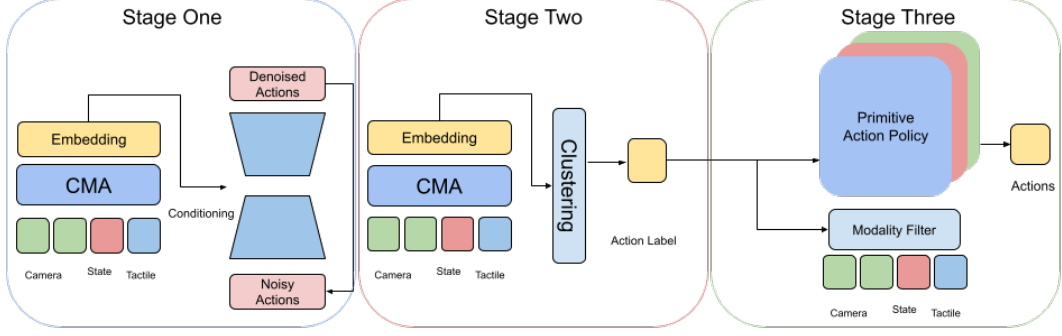 Stage One
Denoised
Actions
Embedding
CMA
Conditioning
Camera
State
Tactile
Noisy
Actions
Stage Two
Embedding
CMA
Camera
State
Tactile
Clustering
Action Label
Stage Three
Primitive
Action Policy
Actions
Modality Filter
Camera
State
Tactile